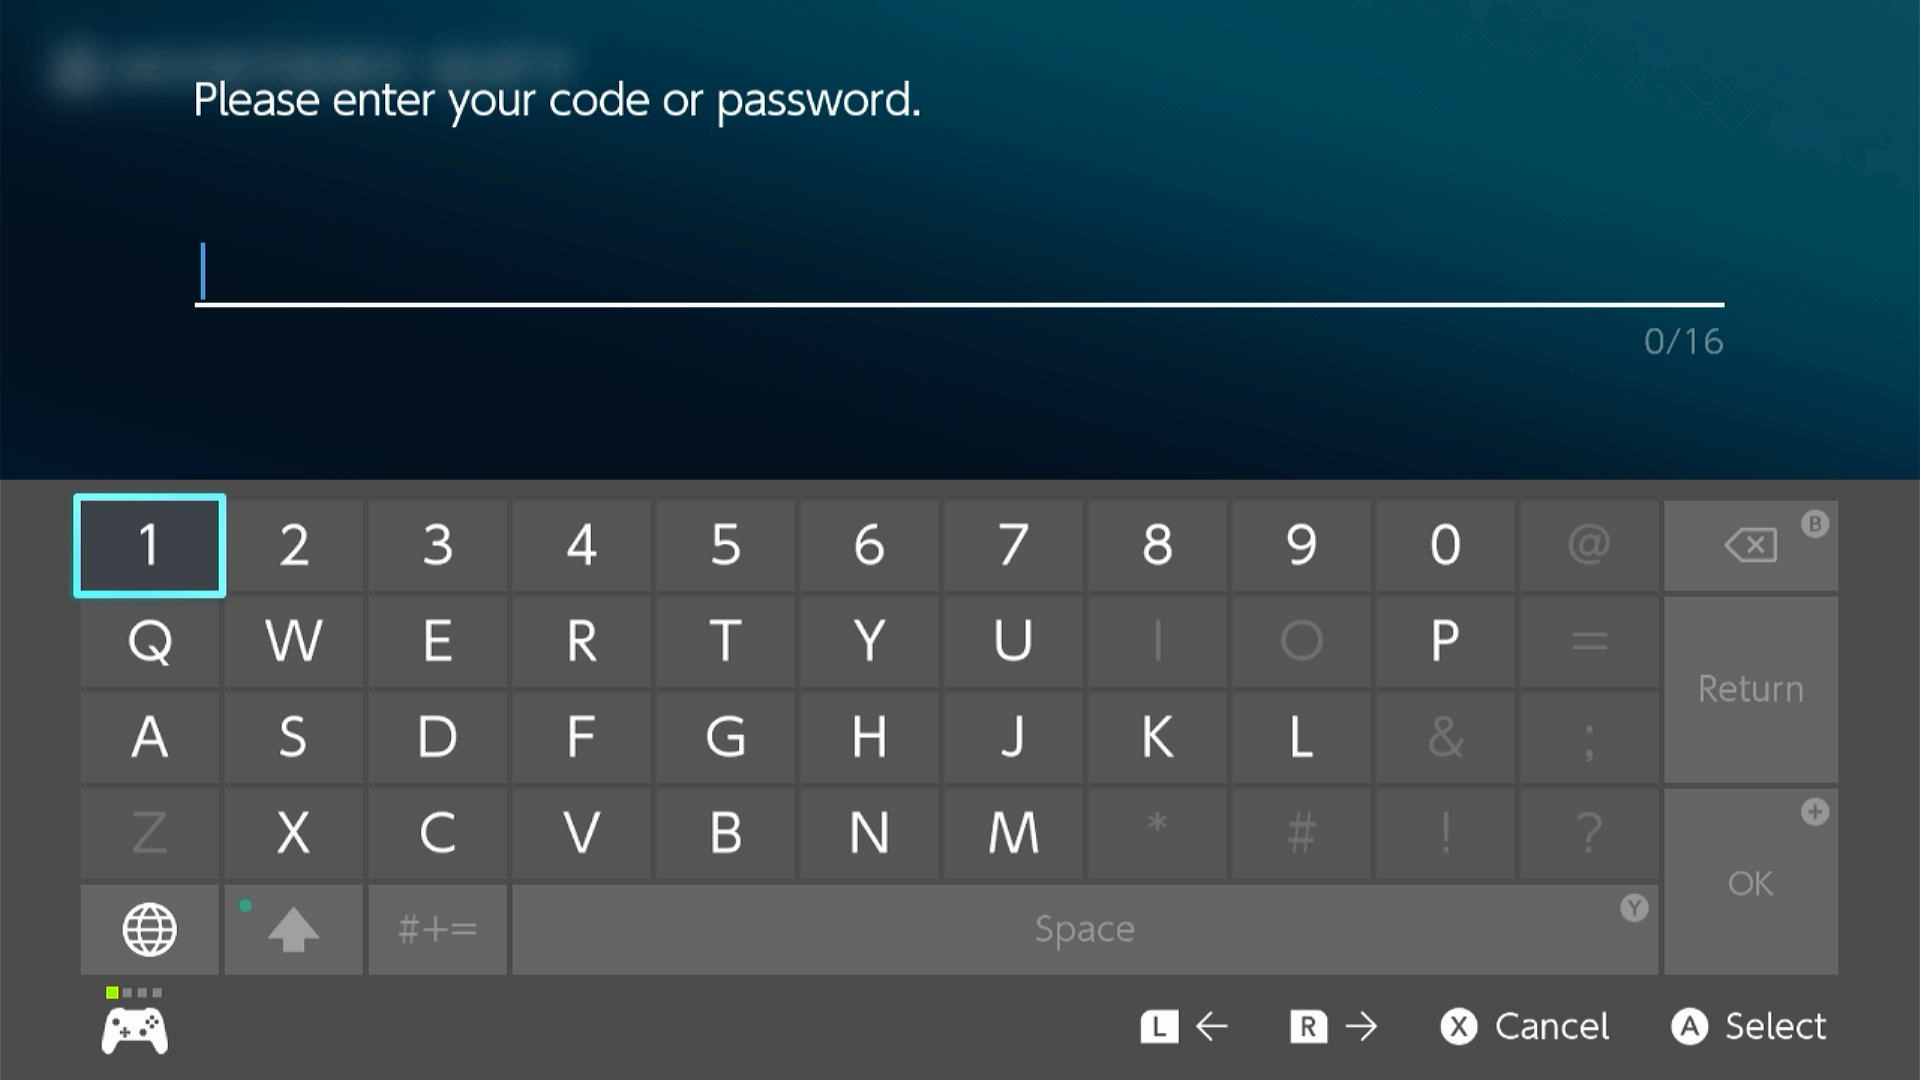 Please enter your code or password.
0/16
1 2 3 4 5 6 7 8 9 0 @ B
Q W E R T Y U I O P = Return
A S D F G H J K L & ;
Z X C V B N M * # ! ? + OK
#+= Space Y
L ← R → X Cancel A Select